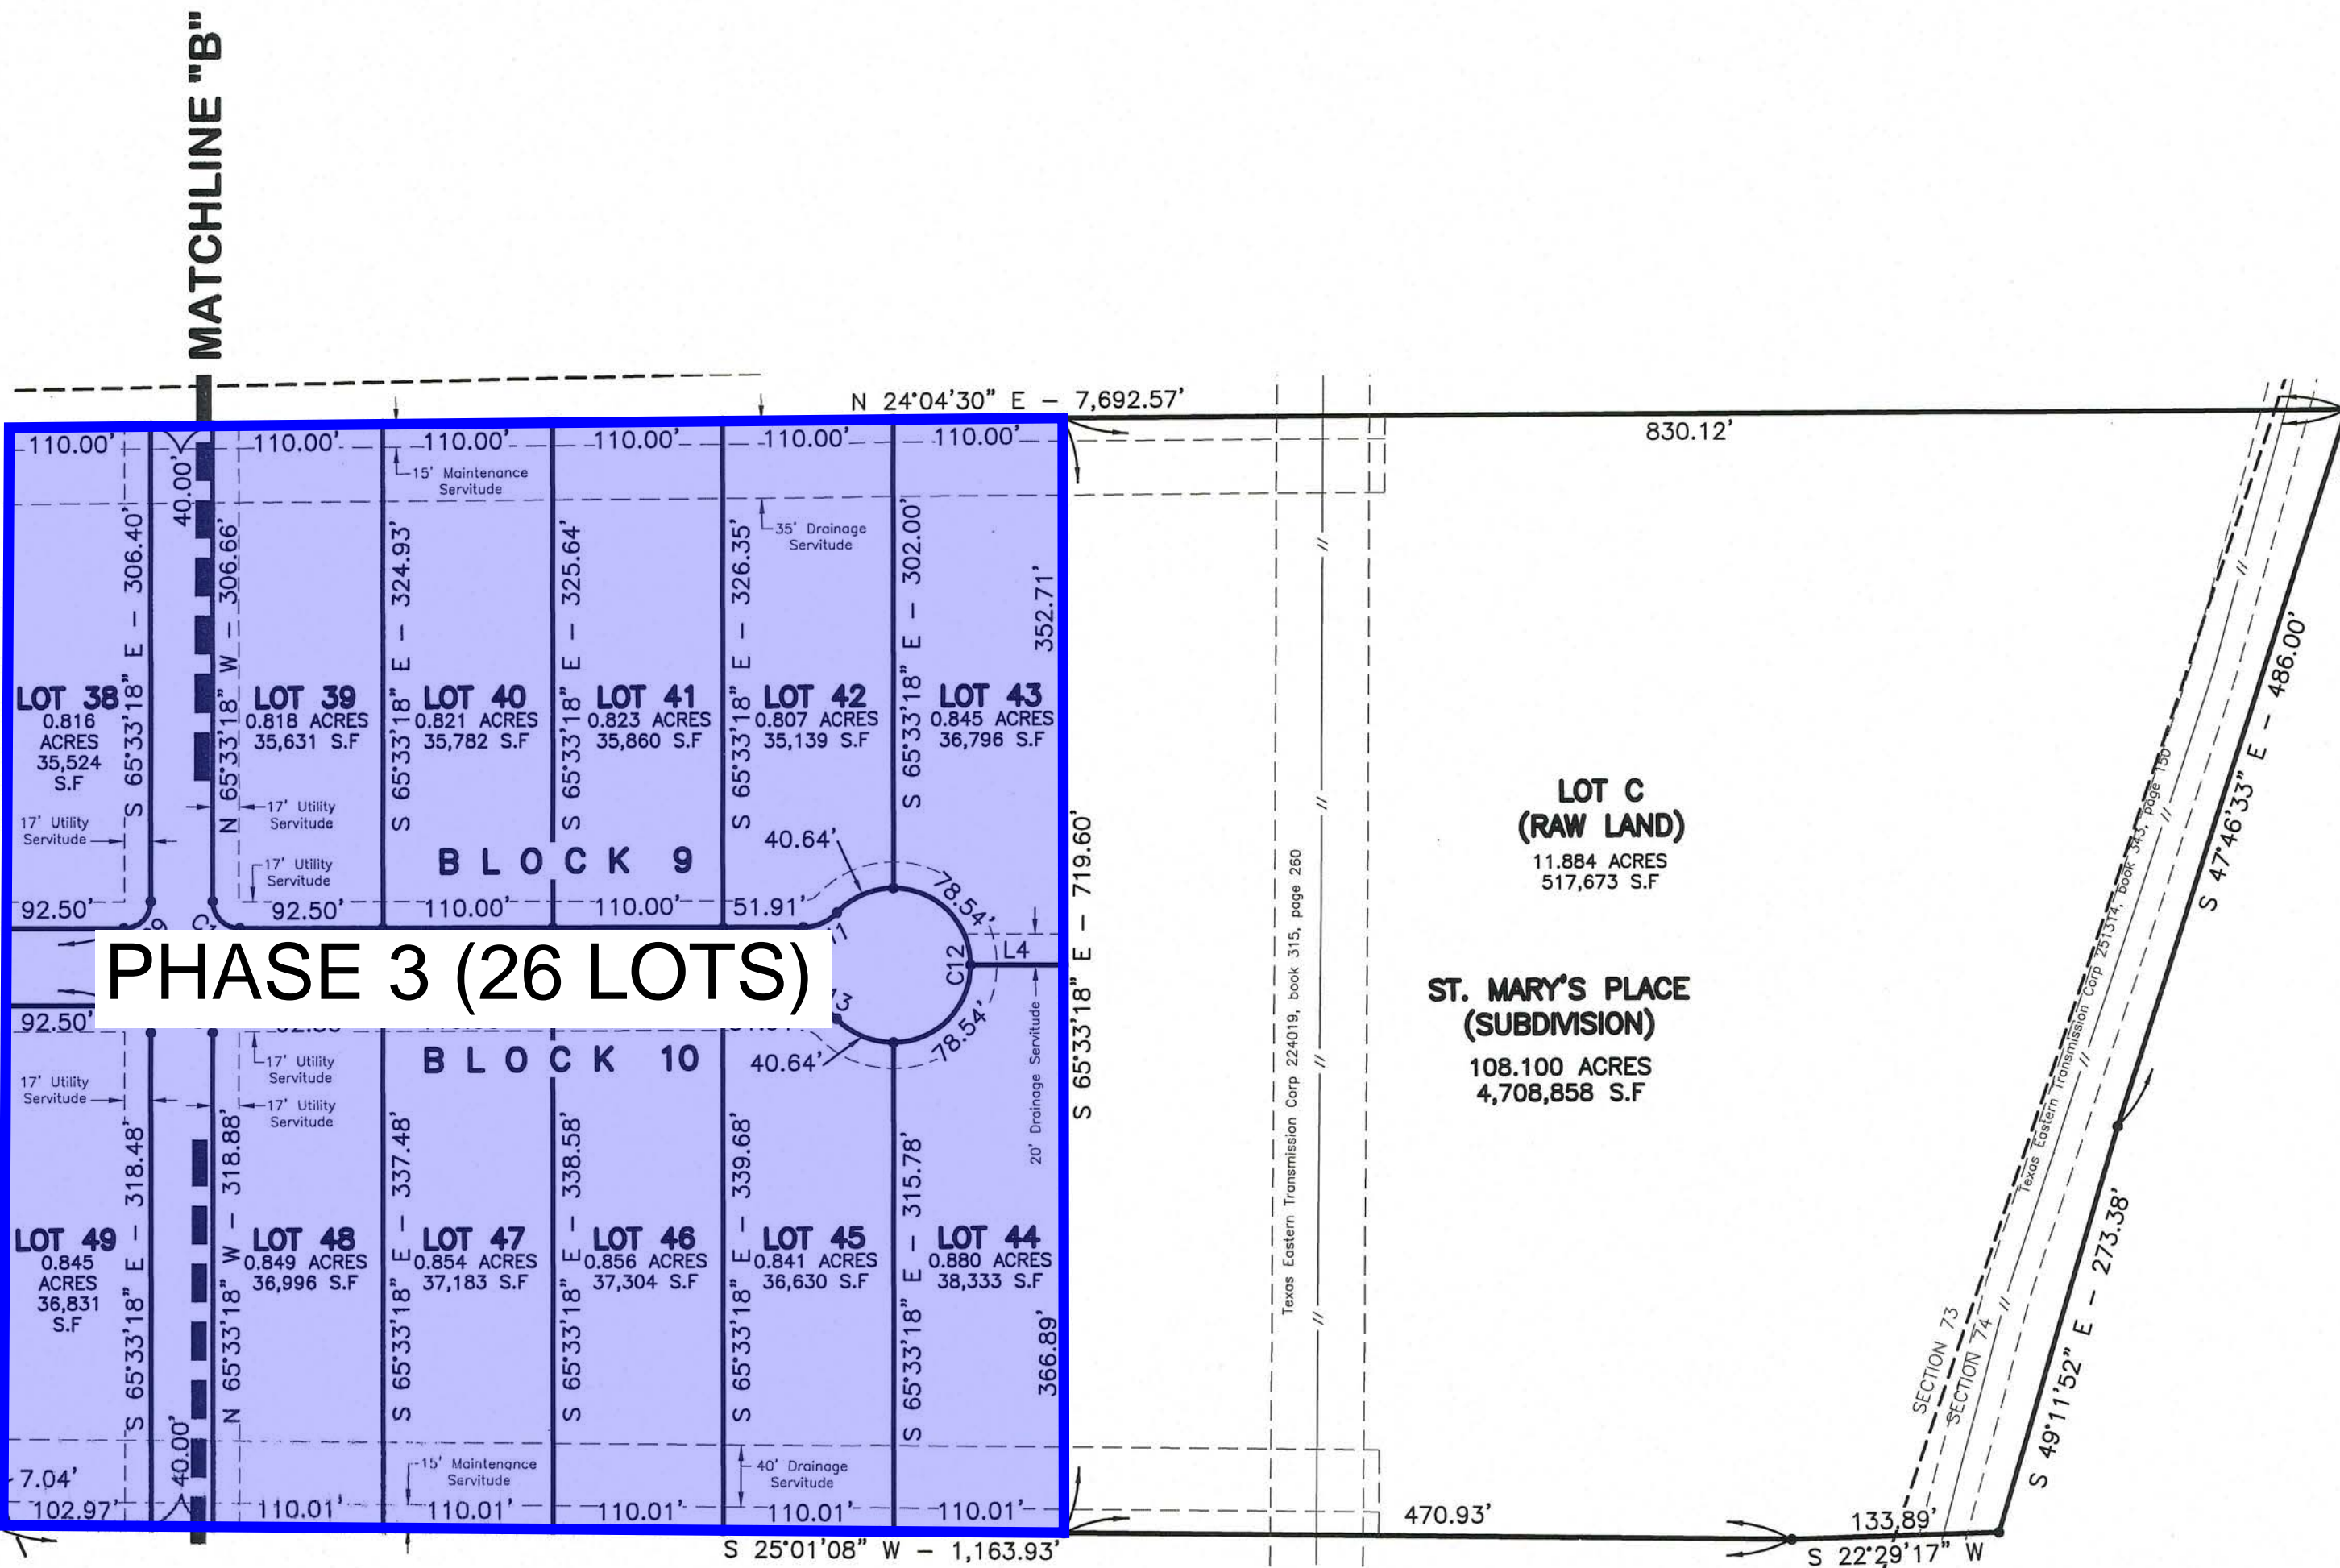 MATCHLINE "B"
N 24°04'30" E – 7,692.57'
830.12'
110.00'
110.00'
110.00'
110.00'
110.00'
110.00'
40.00'
15' Maintenance
Servitude
35' Drainage
Servitude
S 65°33'18" E – 306.40'
N 65°33'18" W – 306.66'
S 65°33'18" E – 324.93'
S 65°33'18" E – 325.64'
S 65°33'18" E – 326.35'
S 65°33'18" E – 302.00'
352.71'
LOT 38
0.816
ACRES
35,524
S.F
LOT 39
0.818 ACRES
35,631 S.F
LOT 40
0.821 ACRES
35,782 S.F
LOT 41
0.823 ACRES
35,860 S.F
LOT 42
0.807 ACRES
35,139 S.F
LOT 43
0.845 ACRES
36,796 S.F
17' Utility
Servitude
17' Utility
Servitude
17' Utility
Servitude
BLOCK 9
40.64'
78.54'
92.50'
92.50'
110.00'
110.00'
51.91'
L4
C12
PHASE 3 (26 LOTS)
S 65°33'18" E – 719.60'
92.50'
17' Utility
Servitude
17' Utility
Servitude
17' Utility
Servitude
BLOCK 10
40.64'
78.54'
20' Drainage Servitude
S 65°33'18" E – 318.48'
N 65°33'18" W – 318.88'
S 65°33'18" E – 337.48'
S 65°33'18" E – 338.58'
S 65°33'18" E – 339.68'
S 65°33'18" E – 315.78'
366.89'
LOT 49
0.845
ACRES
36,831
S.F
LOT 48
0.849 ACRES
36,996 S.F
LOT 47
0.854 ACRES
37,183 S.F
LOT 46
0.856 ACRES
37,304 S.F
LOT 45
0.841 ACRES
36,630 S.F
LOT 44
0.880 ACRES
38,333 S.F
40.00'
15' Maintenance
Servitude
40' Drainage
Servitude
7.04'
102.97'
110.01'
110.01'
110.01'
110.01'
110.01'
S 25°01'08" W – 1,163.93'
Texas Eastern Transmission Corp 224019, book 315, page 260
LOT C
(RAW LAND)
11.884 ACRES
517,673 S.F
ST. MARY'S PLACE
(SUBDIVISION)
108.100 ACRES
4,708,858 S.F
Texas Eastern Transmission Corp 251314, book 343, page 150
S 47°46'33" E – 486.00'
S 49°11'52" E – 273.38'
SECTION 73
SECTION 74
470.93'
133.89'
S 22°29'17" W